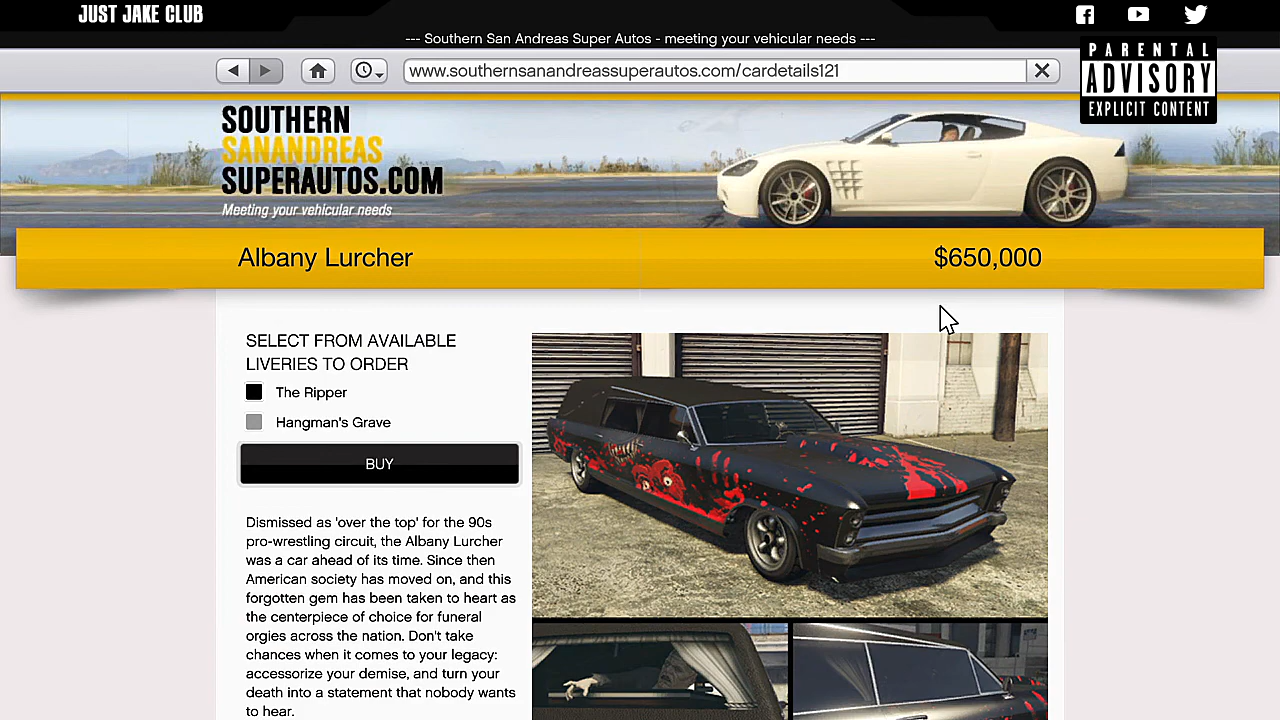 JUST JAKE CLUB
--- Southern San Andreas Super Autos - meeting your vehicular needs ---
www.southernsanandreassuperautos.com/cardetails121
PARENTAL
ADVISORY
EXPLICIT CONTENT
SOUTHERN
SANANDREAS
SUPERAUTOS.COM
Meeting your vehicular needs
Albany Lurcher
$650,000
SELECT FROM AVAILABLE
LIVERIES TO ORDER
The Ripper
Hangman's Grave
BUY
Dismissed as 'over the top' for the 90s
pro-wrestling circuit, the Albany Lurcher
was a car ahead of its time. Since then
American society has moved on, and this
forgotten gem has been taken to heart as
the centerpiece of choice for funeral
orgies across the nation. Don't take
chances when it comes to your legacy:
accessorize your demise, and turn your
death into a statement that nobody wants
to hear.